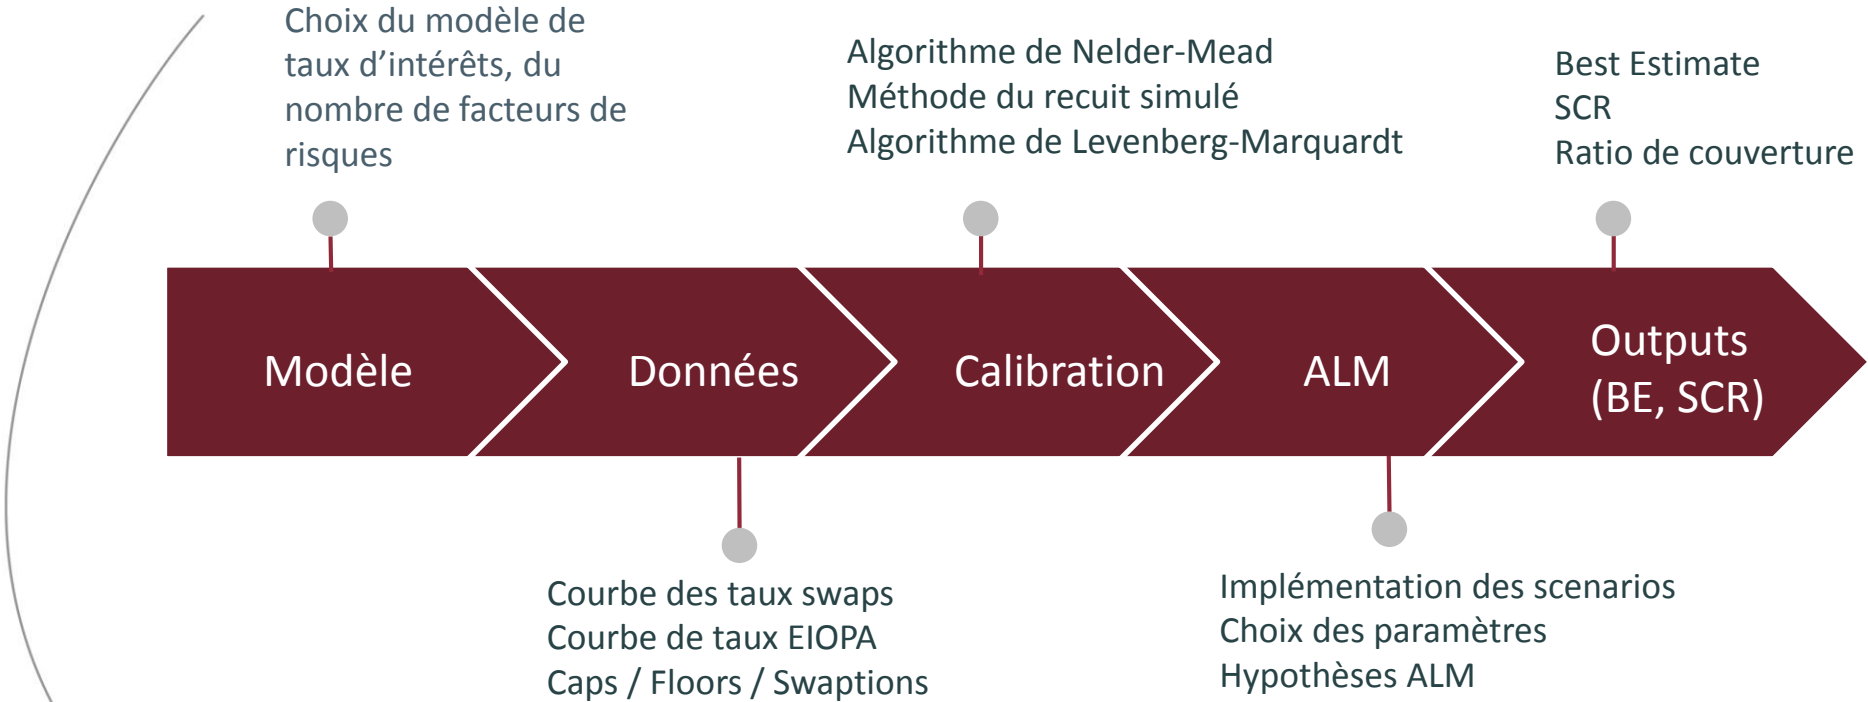 Choix du modèle de
taux d’intérêts, du
nombre de facteurs de
risques
Algorithme de Nelder-Mead
Méthode du recuit simulé
Algorithme de Levenberg-Marquardt
Best Estimate
SCR
Ratio de couverture
Modèle
Données
Calibration
ALM
Outputs
(BE, SCR)
Courbe des taux swaps
Courbe de taux EIOPA
Caps / Floors / Swaptions
Implémentation des scenarios
Choix des paramètres
Hypothèses ALM